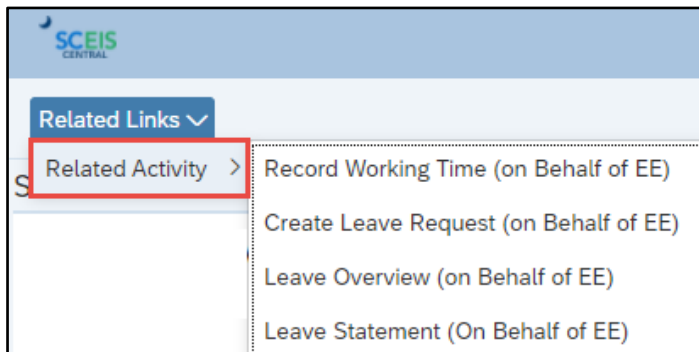 SCEIS
CENTRAL
Related Links
Related Activity
S
Record Working Time (on Behalf of EE)
Create Leave Request (on Behalf of EE)
Leave Overview (on Behalf of EE)
Leave Statement (On Behalf of EE)